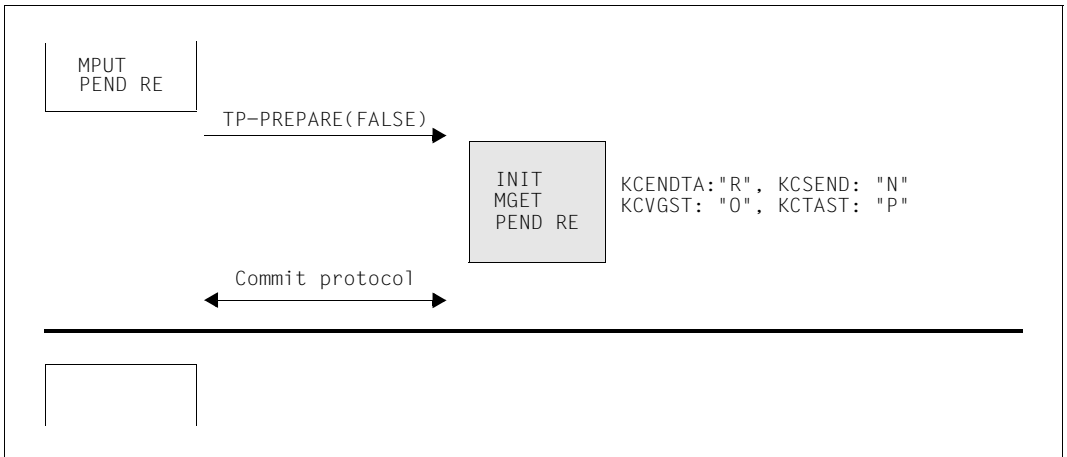 MPUT
PEND RE
TP-PREPARE(FALSE)
INIT
MGET
PEND RE
KCENDTA:"R", KCSEND: "N"
KCVGST: "O", KCTAST: "P"
Commit protocol